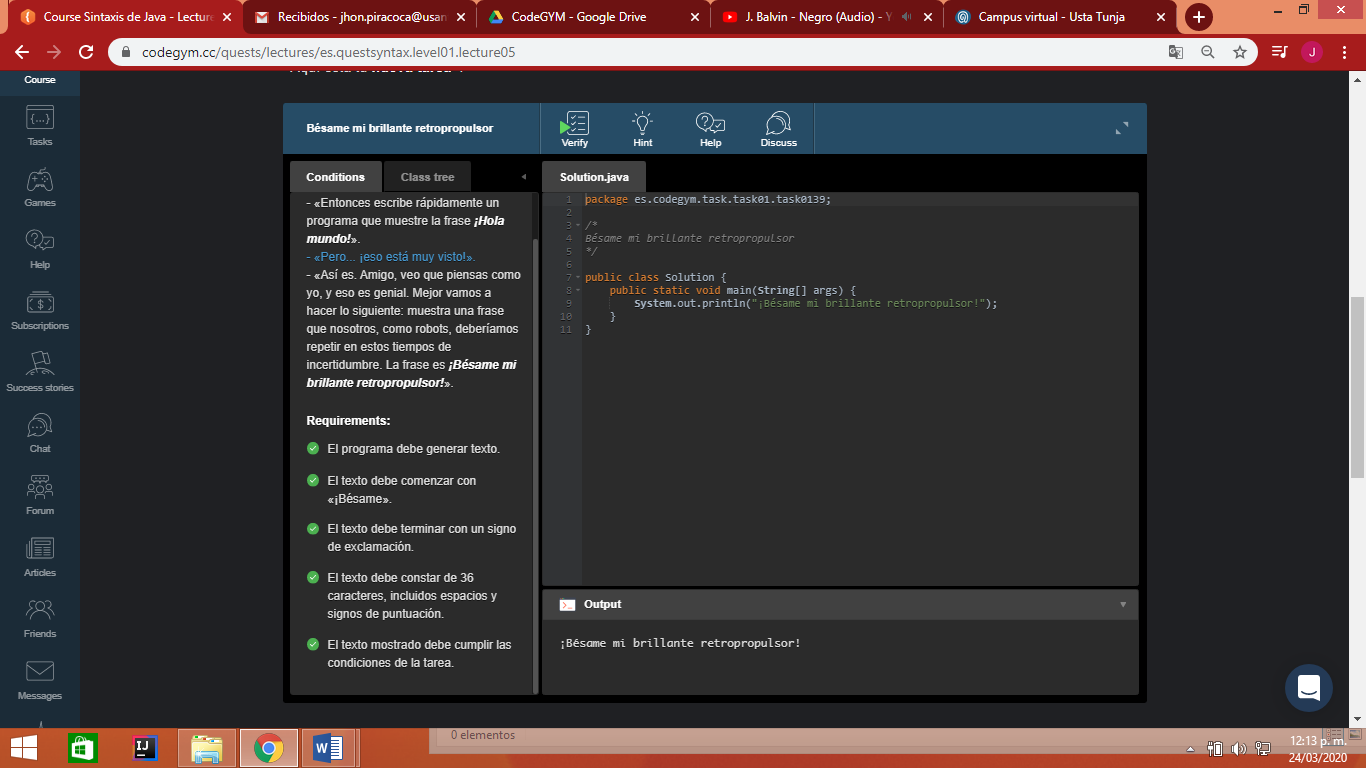 Course Sintaxis de Java - Lecture
Recibidos - jhon.piracoca@usan
CodeGYM - Google Drive
J. Balvin - Negro (Audio) - Y
Campus virtual - Usta Tunja
codegym.cc/quests/lectures/es.questsyntax.level01.lecture05
J
Course
Tasks
Games
Help
Subscriptions
Success stories
Chat
Forum
Articles
Friends
Messages
Bésame mi brillante retropropulsor
Verify
Hint
Help
Discuss
Conditions
Class tree
- «Entonces escribe rápidamente un
programa que muestre la frase ¡Hola
mundo!».
- «Pero... ¡eso está muy visto!».
- «Así es. Amigo, veo que piensas como
yo, y eso es genial. Mejor vamos a
hacer lo siguiente: muestra una frase
que nosotros, como robots, deberíamos
repetir en estos tiempos de
incertidumbre. La frase es ¡Bésame mi
brillante retropropulsor!».
Requirements:
El programa debe generar texto.
El texto debe comenzar con
«¡Bésame».
El texto debe terminar con un signo
de exclamación.
El texto debe constar de 36
caracteres, incluidos espacios y
signos de puntuación.
El texto mostrado debe cumplir las
condiciones de la tarea.
Solution.java
1 package es.codegym.task.task01.task0139;
2
3 /*
4 Bésame mi brillante retropropulsor
5 */
6
7 public class Solution {
8 public static void main(String[] args) {
9 System.out.println("¡Bésame mi brillante retropropulsor!");
10 }
11 }
Output
¡Bésame mi brillante retropropulsor!
0 elementos
IJ
W
12:13 p. m.
24/03/2020